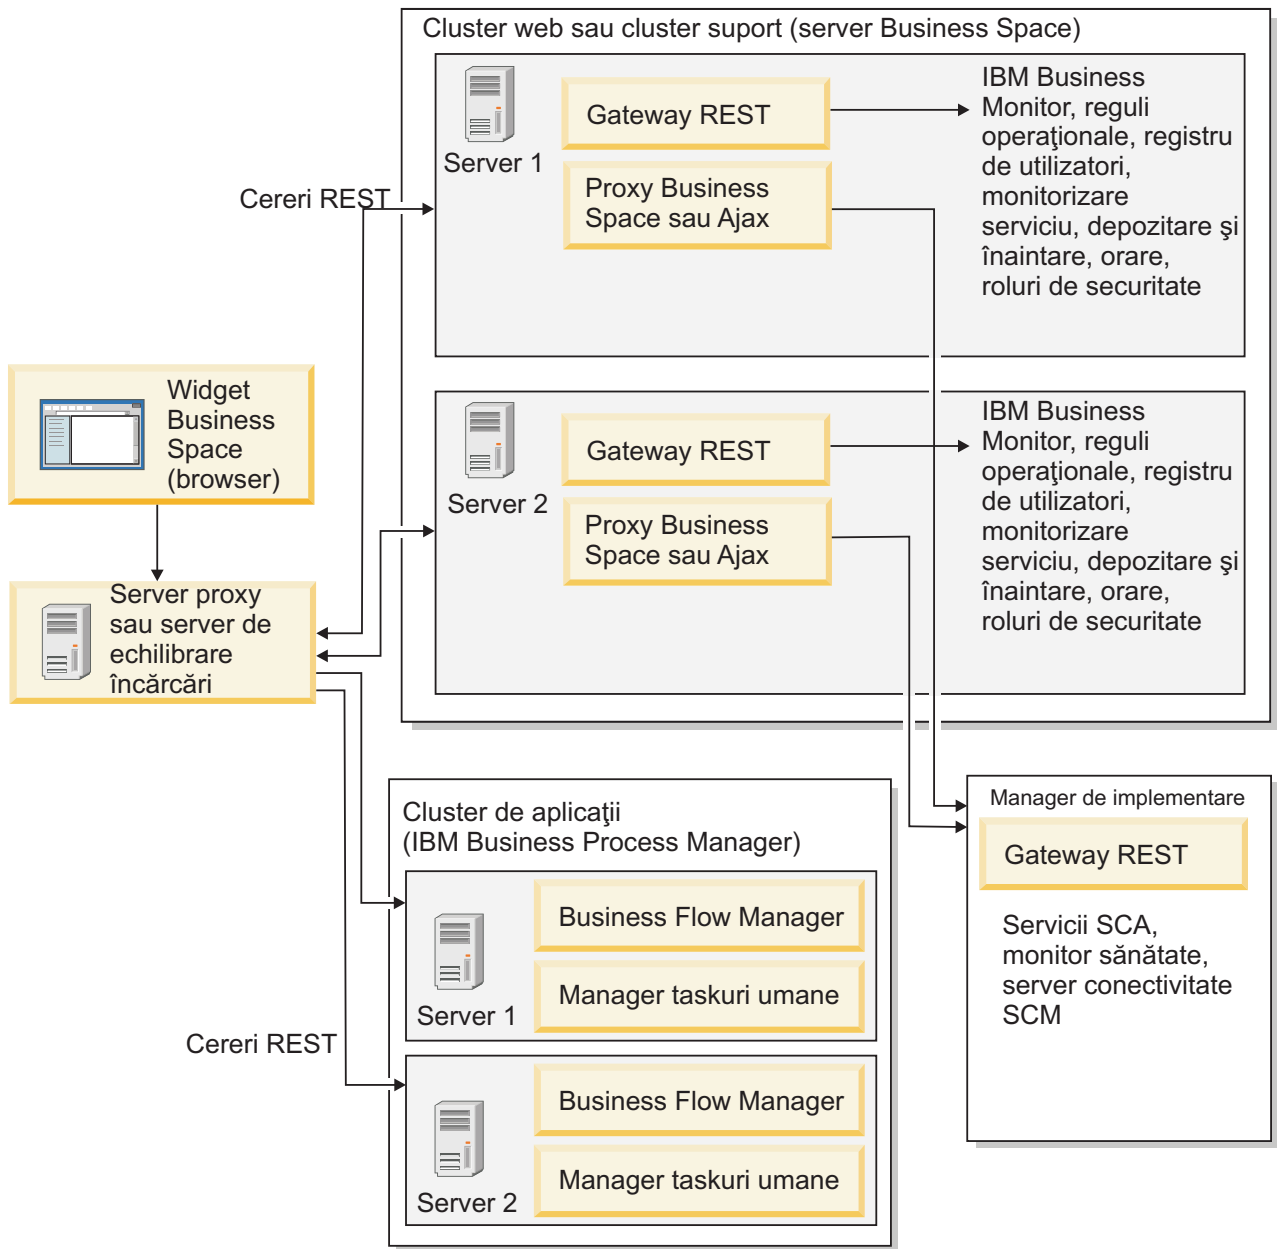 Cluster web sau cluster suport (server Business Space)
Server 1
Gateway REST
Proxy Business
Space sau Ajax
IBM Business
Monitor, reguli
operaţionale, registru
de utilizatori,
monitorizare
serviciu, depozitare şi
înaintare, orare,
roluri de securitate
Cereri REST
Server 2
Gateway REST
Proxy Business
Space sau Ajax
IBM Business
Monitor, reguli
operaţionale, registru
de utilizatori,
monitorizare
serviciu, depozitare şi
înaintare, orare,
roluri de securitate
Widget
Business
Space
(browser)
Server proxy
sau server de
echilibrare
încărcări
Cluster de aplicaţii
(IBM Business Process Manager)
Server 1
Business Flow Manager
Manager taskuri umane
Cereri REST
Server 2
Business Flow Manager
Manager taskuri umane
Manager de implementare
Gateway REST
Servicii SCA,
monitor sănătate,
server conectivitate
SCM